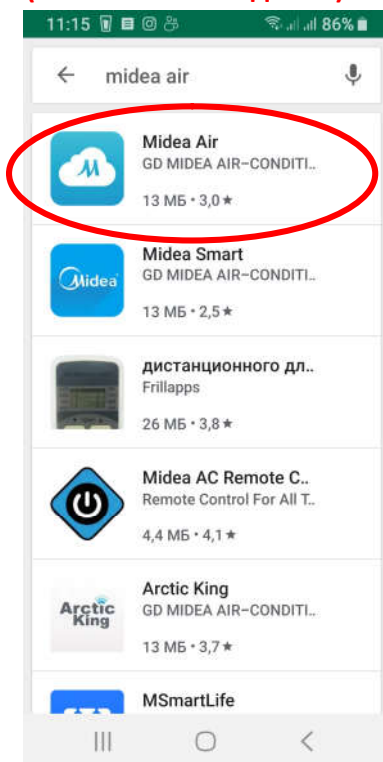 11:15
86%
midea air
M
Midea Air
GD MIDEA AIR-CONDITI..
13 МБ • 3,0 ★
Midea
Midea Smart
GD MIDEA AIR-CONDITI..
13 МБ • 2,5 ★
дистанционного дл..
Frillapps
26 МБ • 3,8 ★
Midea AC Remote C..
Remote Control For All T..
4,4 МБ • 4,1 ★
Arctic
King
Arctic King
GD MIDEA AIR-CONDITI..
13 МБ • 3,7 ★
MSmartLife